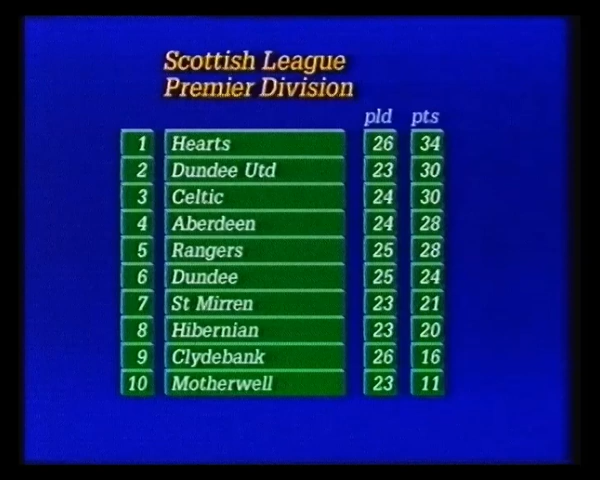 Scottish League
Premier Division
pld pts
1 Hearts 26 34
2 Dundee Utd 23 30
3 Celtic 24 30
4 Aberdeen 24 28
5 Rangers 25 28
6 Dundee 25 24
7 St Mirren 23 21
8 Hibernian 23 20
9 Clydebank 26 16
10 Motherwell 23 11